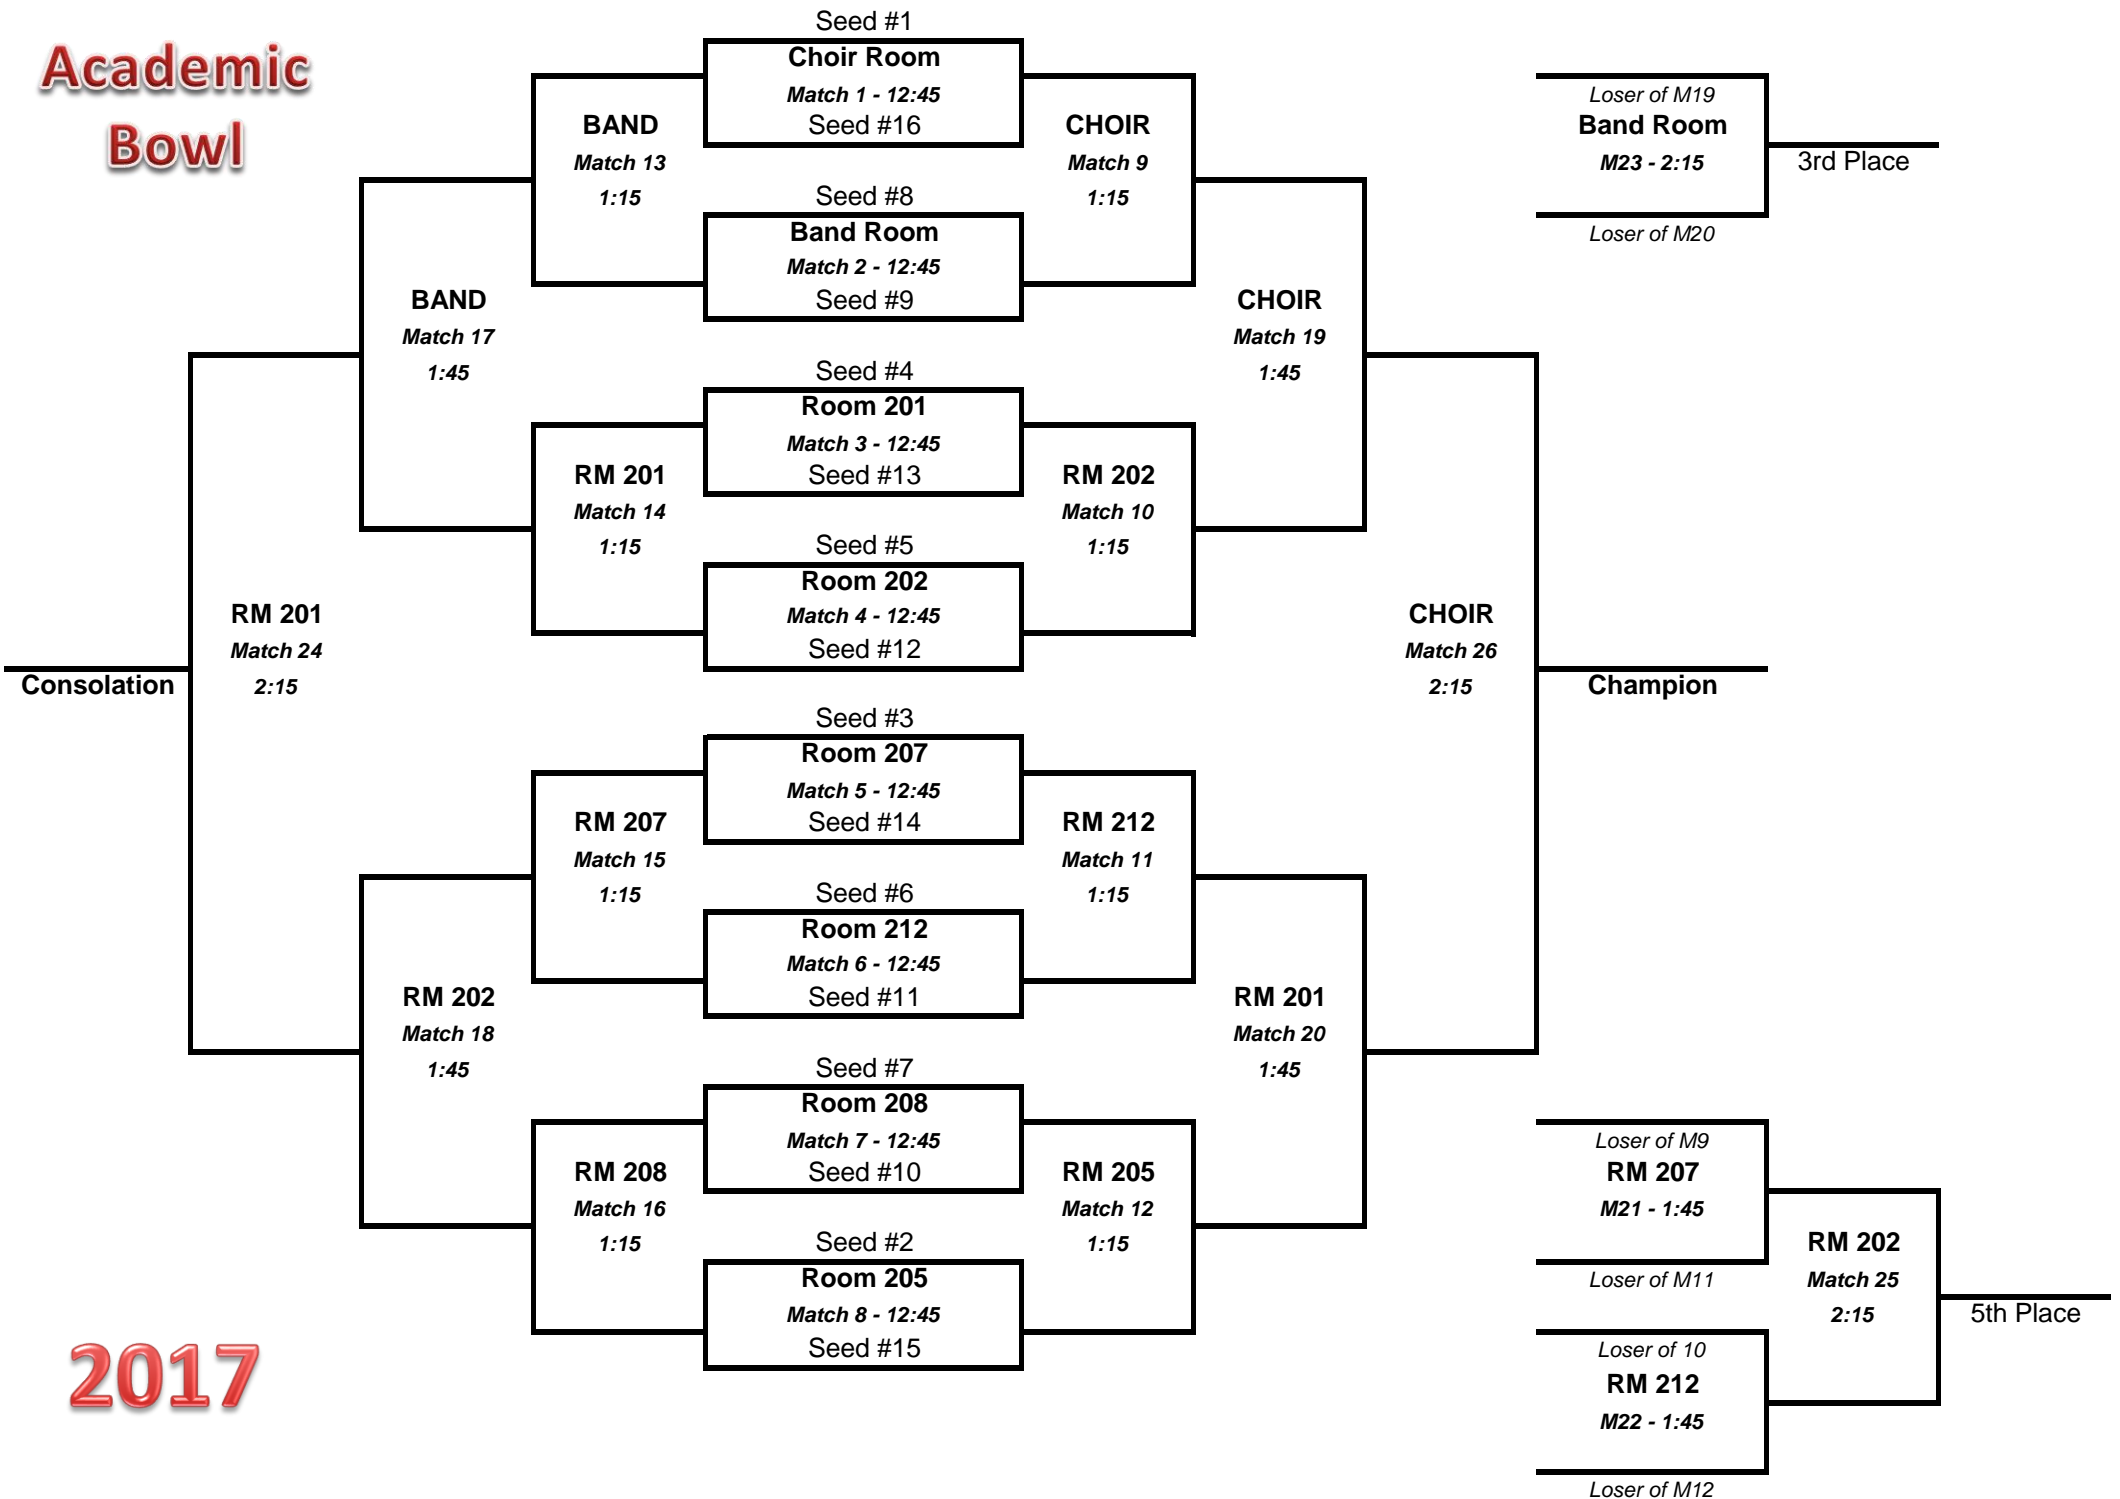 Academic
Bowl
Seed #1
Choir Room
Match 1 - 12:45
Seed #16
BAND
Match 13
1:15
CHOIR
Match 9
1:15
Seed #8
Band Room
Match 2 - 12:45
Seed #9
BAND
Match 17
1:45
CHOIR
Match 19
1:45
Seed #4
Room 201
Match 3 - 12:45
Seed #13
RM 201
Match 14
1:15
RM 202
Match 10
1:15
Seed #5
Room 202
Match 4 - 12:45
Seed #12
RM 201
Match 24
2:15
Consolation
CHOIR
Match 26
2:15
Champion
Seed #3
Room 207
Match 5 - 12:45
Seed #14
RM 207
Match 15
1:15
RM 212
Match 11
1:15
Seed #6
Room 212
Match 6 - 12:45
Seed #11
RM 202
Match 18
1:45
RM 201
Match 20
1:45
Seed #7
Room 208
Match 7 - 12:45
Seed #10
RM 208
Match 16
1:15
RM 205
Match 12
1:15
Seed #2
Room 205
Match 8 - 12:45
Seed #15
Loser of M19
Band Room
M23 - 2:15
Loser of M20
3rd Place
Loser of M9
RM 207
M21 - 1:45
Loser of M11
RM 202
Match 25
2:15
5th Place
Loser of 10
RM 212
M22 - 1:45
Loser of M12
2017